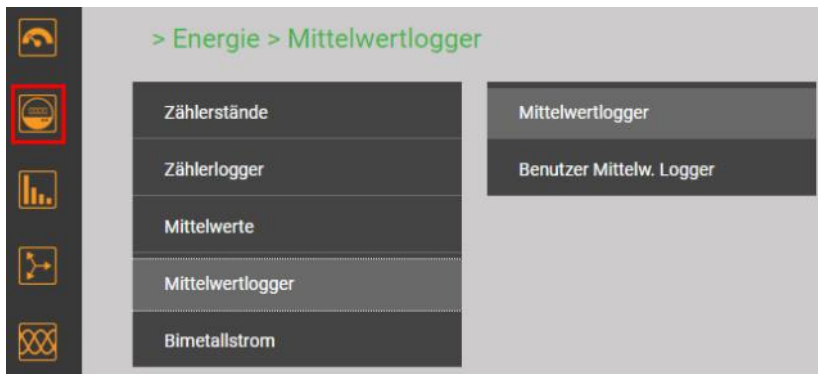 > Energie > Mittelwertlogger
Zählerstände
Zählerlogger
Mittelwerte
Mittelwertlogger
Bimetallstrom
Mittelwertlogger
Benutzer Mittelw. Logger